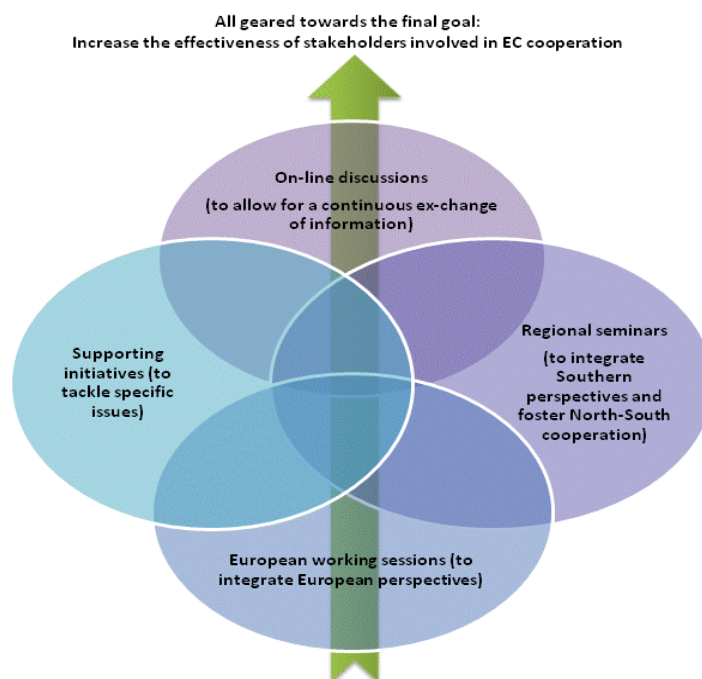 All geared towards the final goal:
Increase the effectiveness of stakeholders involved in EC cooperation
On-line discussions
(to allow for a continuous ex-change
of information)
Supporting
initiatives (to
tackle specific
issues)
Regional seminars
(to integrate
Southern
perspectives and
foster North-South
cooperation)
European working sessions (to
integrate European perspectives)